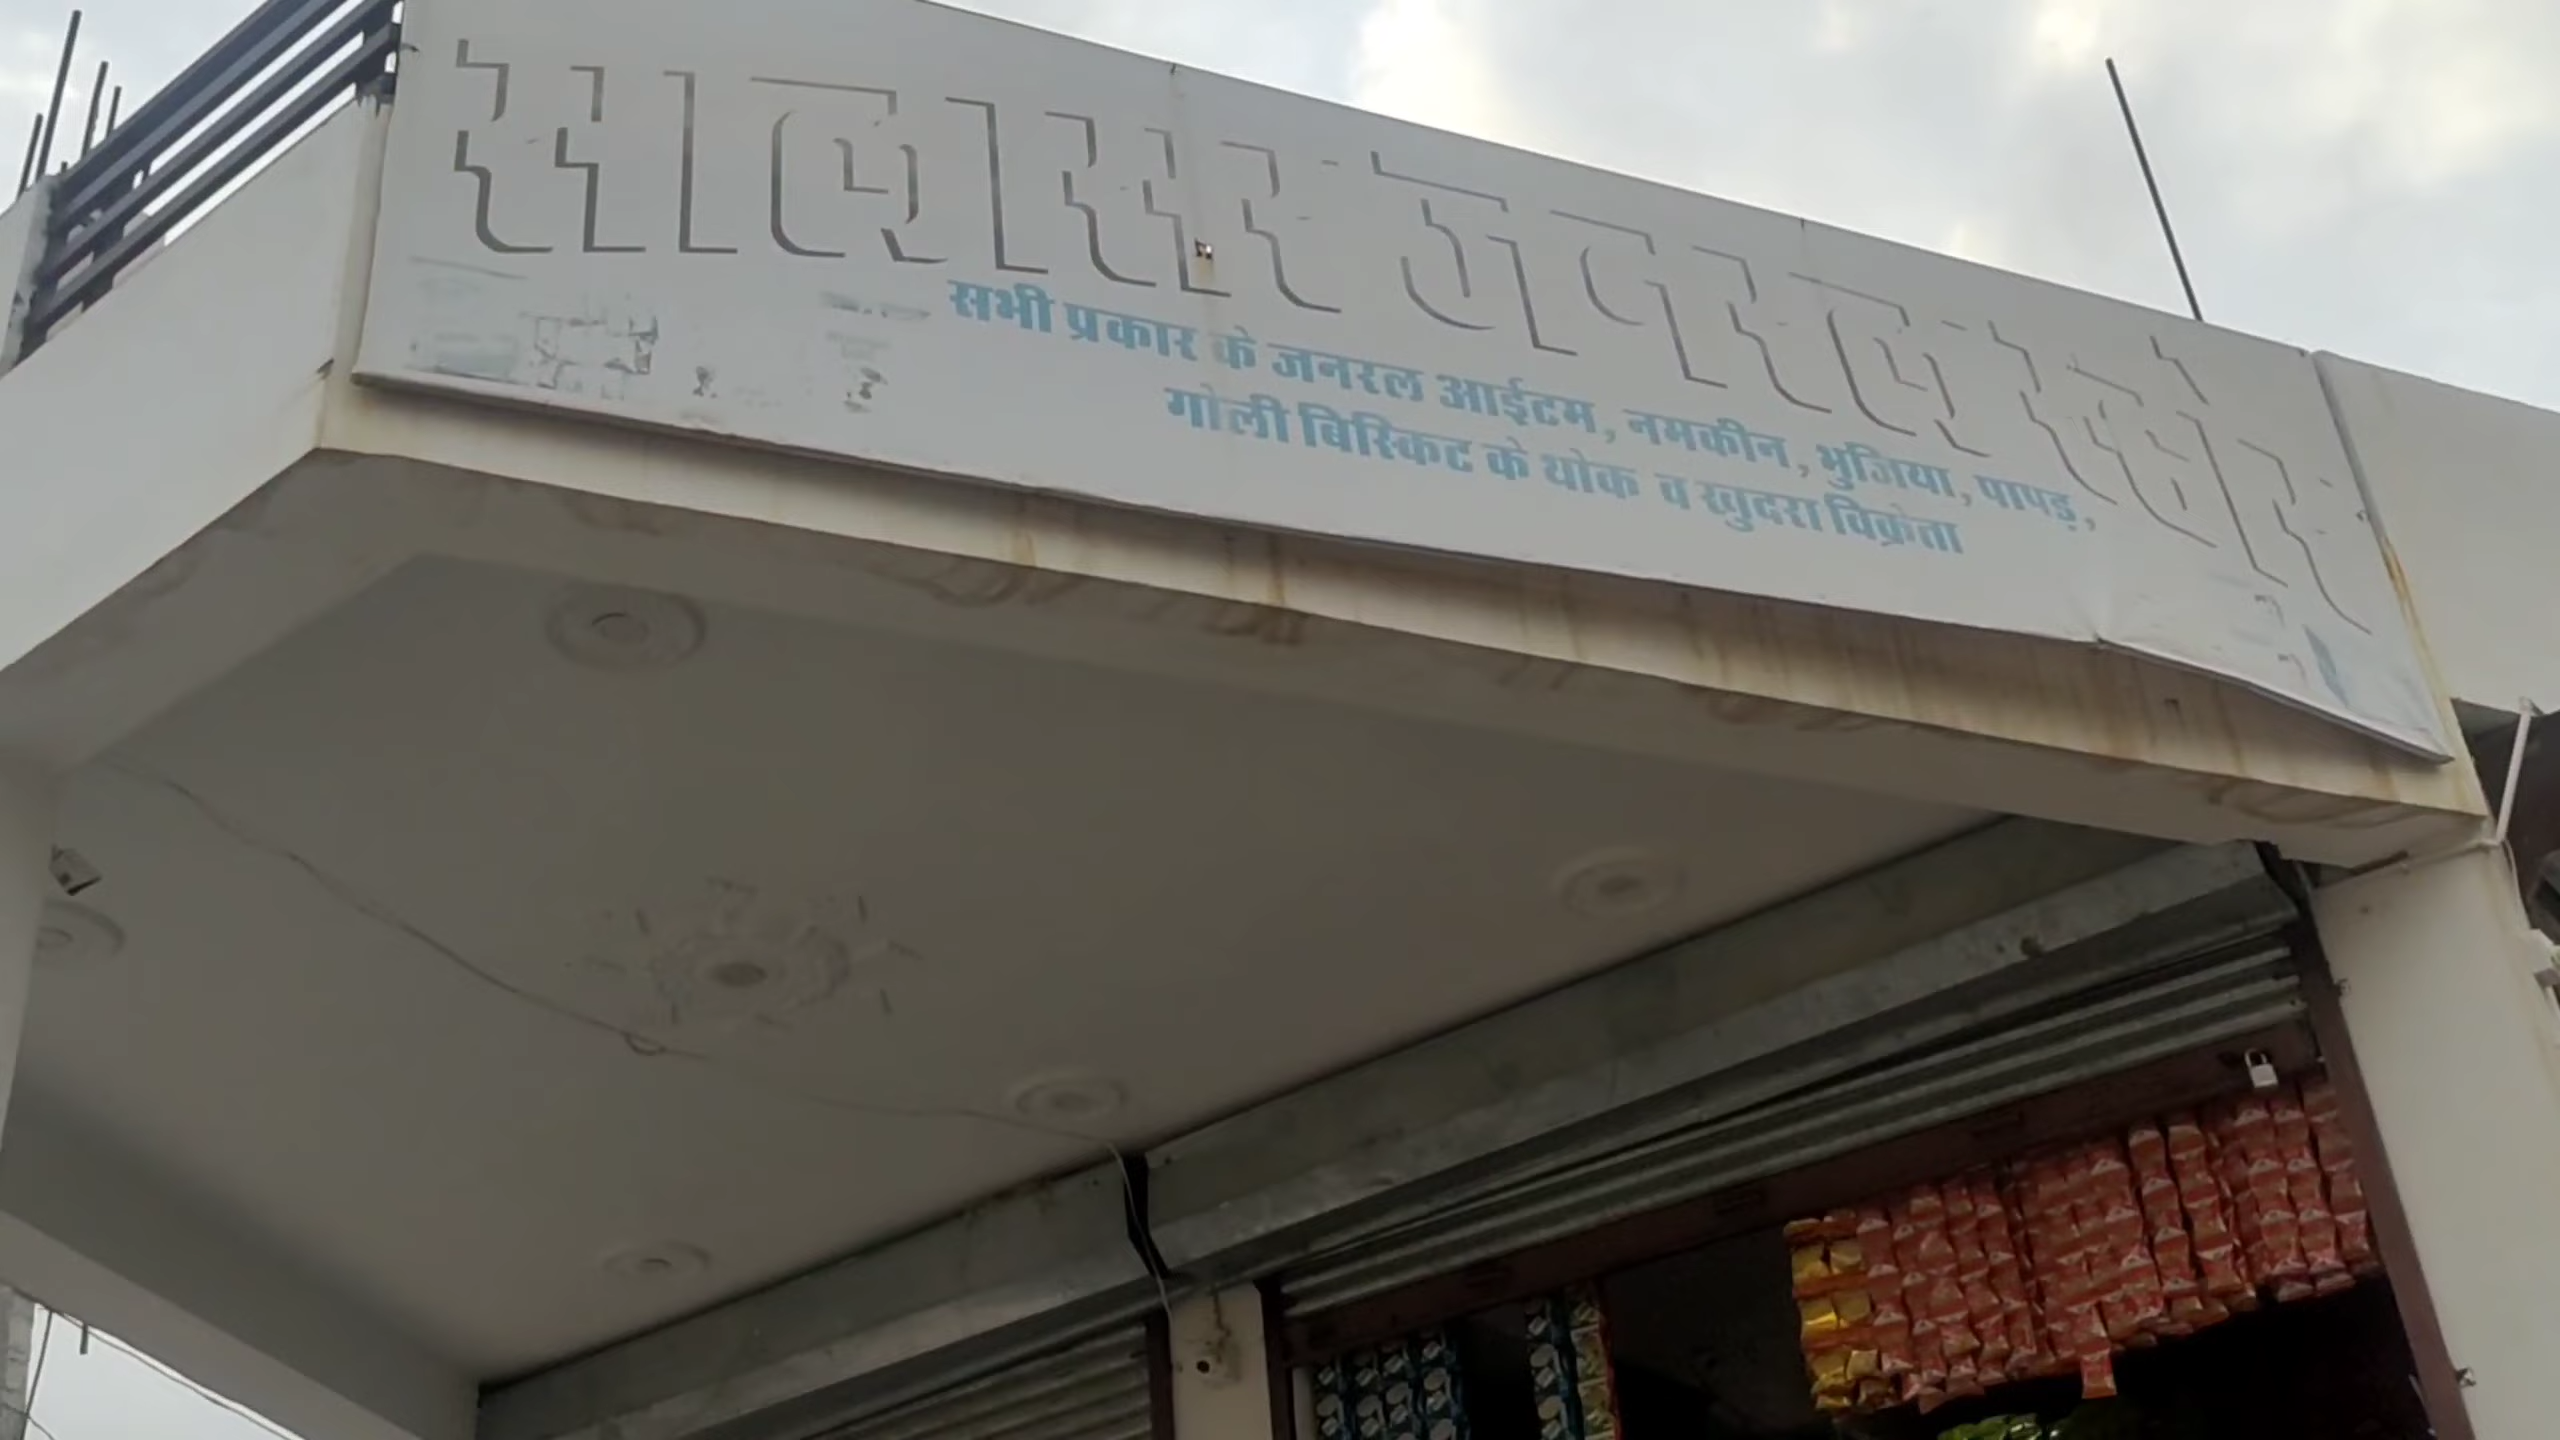 सालासर जनरल स्टोर
सभी प्रकार के जनरल आईटम, नमकीन, भुजिया, पापड़,
गोली बिस्किट के थोक व खुदरा विक्रेता